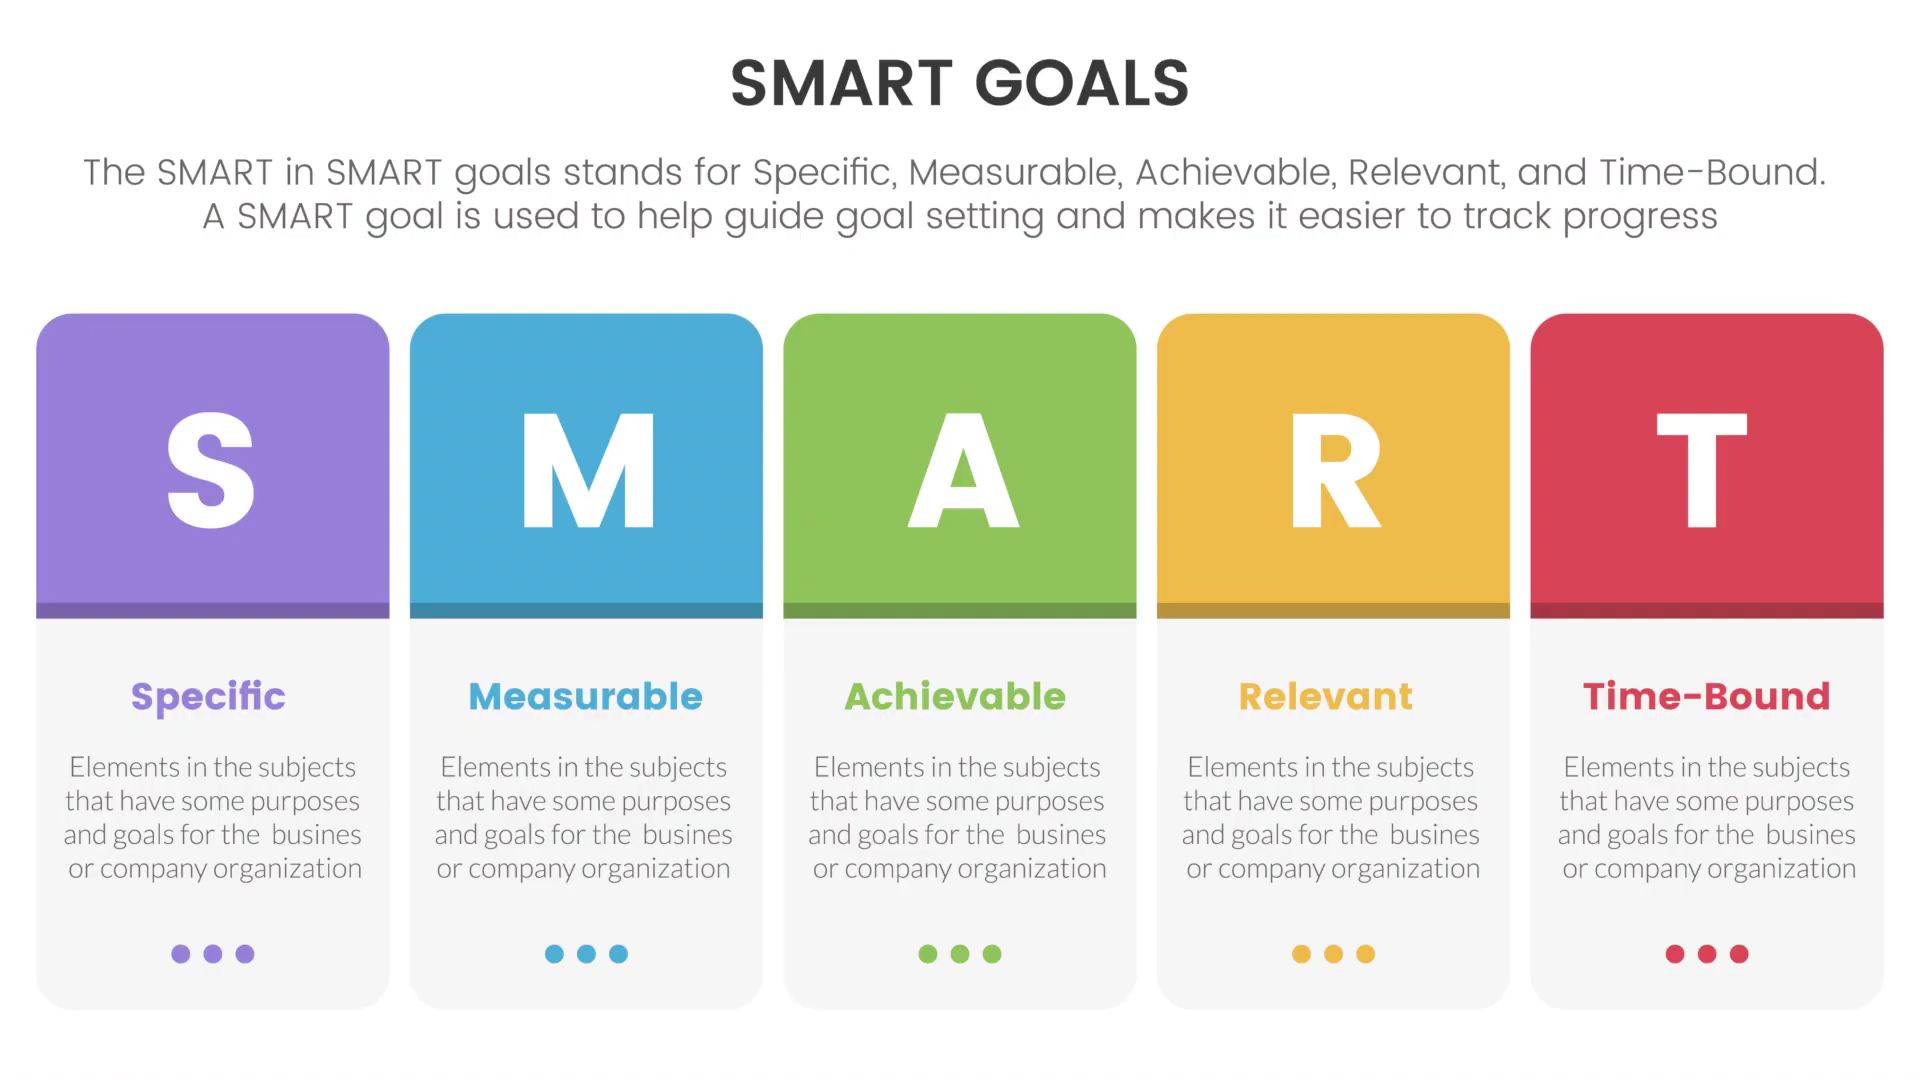 SMART GOALS
The SMART in SMART goals stands for Specific, Measurable, Achievable, Relevant, and Time-Bound.
A SMART goal is used to help guide goal setting and makes it easier to track progress
S
Specific
Elements in the subjects
that have some purposes
and goals for the busines
or company organization
M
Measurable
Elements in the subjects
that have some purposes
and goals for the busines
or company organization
A
Achievable
Elements in the subjects
that have some purposes
and goals for the busines
or company organization
R
Relevant
Elements in the subjects
that have some purposes
and goals for the busines
or company organization
T
Time-Bound
Elements in the subjects
that have some purposes
and goals for the busines
or company organization